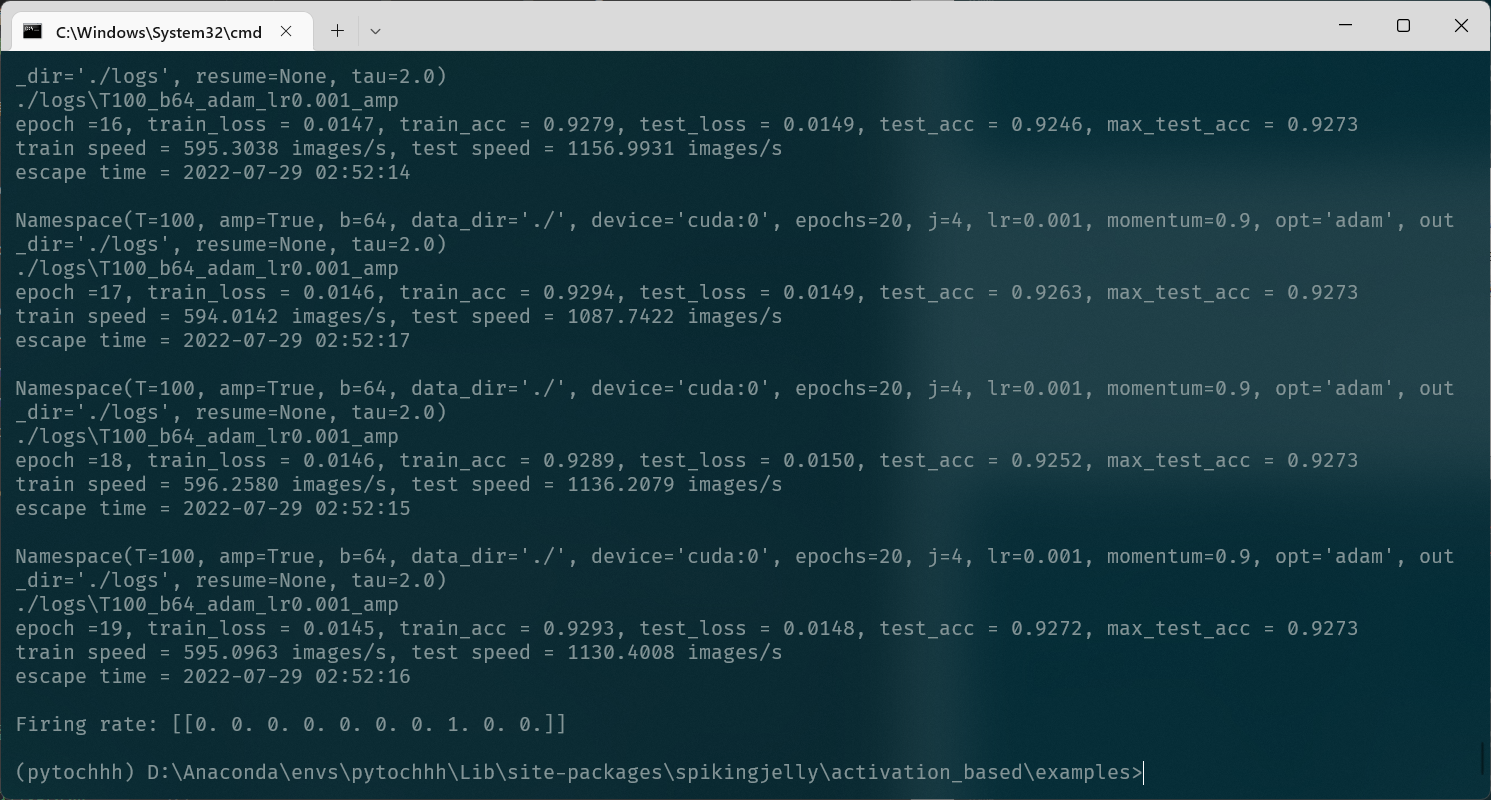 C:\Windows\System32\cmd
_dir='./logs', resume=None, tau=2.0)
./logs\T100_b64_adam_lr0.001_amp
epoch =16, train_loss = 0.0147, train_acc = 0.9279, test_loss = 0.0149, test_acc = 0.9246, max_test_acc = 0.9273
train speed = 595.3038 images/s, test speed = 1156.9931 images/s
escape time = 2022-07-29 02:52:14
Namespace(T=100, amp=True, b=64, data_dir='./', device='cuda:0', epochs=20, j=4, lr=0.001, momentum=0.9, opt='adam', out
_dir='./logs', resume=None, tau=2.0)
./logs\T100_b64_adam_lr0.001_amp
epoch =17, train_loss = 0.0146, train_acc = 0.9294, test_loss = 0.0149, test_acc = 0.9263, max_test_acc = 0.9273
train speed = 594.0142 images/s, test speed = 1087.7422 images/s
escape time = 2022-07-29 02:52:17
Namespace(T=100, amp=True, b=64, data_dir='./', device='cuda:0', epochs=20, j=4, lr=0.001, momentum=0.9, opt='adam', out
_dir='./logs', resume=None, tau=2.0)
./logs\T100_b64_adam_lr0.001_amp
epoch =18, train_loss = 0.0146, train_acc = 0.9289, test_loss = 0.0150, test_acc = 0.9252, max_test_acc = 0.9273
train speed = 596.2580 images/s, test speed = 1136.2079 images/s
escape time = 2022-07-29 02:52:15
Namespace(T=100, amp=True, b=64, data_dir='./', device='cuda:0', epochs=20, j=4, lr=0.001, momentum=0.9, opt='adam', out
_dir='./logs', resume=None, tau=2.0)
./logs\T100_b64_adam_lr0.001_amp
epoch =19, train_loss = 0.0145, train_acc = 0.9293, test_loss = 0.0148, test_acc = 0.9272, max_test_acc = 0.9273
train speed = 595.0963 images/s, test speed = 1130.4008 images/s
escape time = 2022-07-29 02:52:16
Firing rate: [[0. 0. 0. 0. 0. 0. 0. 1. 0. 0.]]
(pytochhh) D:\Anaconda\envs\pytochhh\Lib\site-packages\spikingjelly\activation_based\examples>